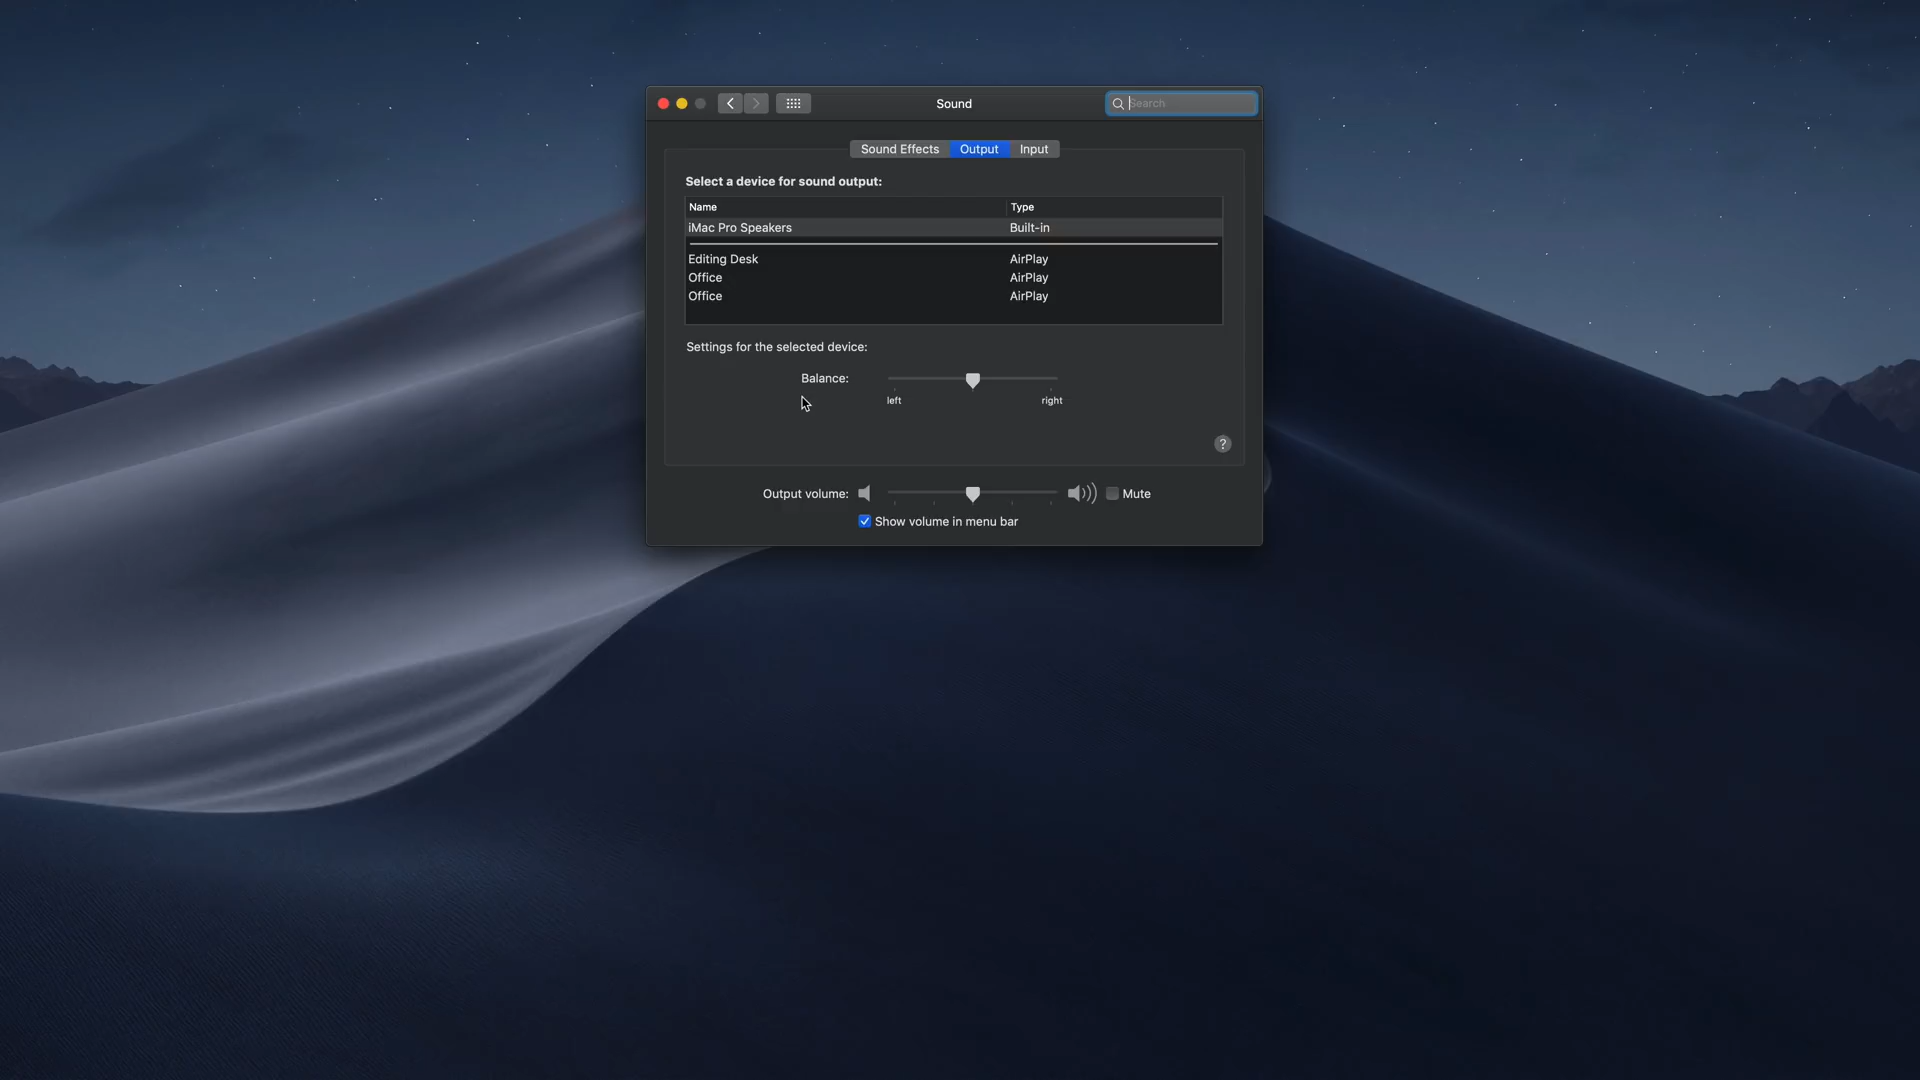 Sound
Search
Sound Effects Output Input
Select a device for sound output:
Name Type
iMac Pro Speakers Built-in
Editing Desk AirPlay
Office AirPlay
Office AirPlay
Settings for the selected device:
Balance:
left right
?
Output volume: Mute
Show volume in menu bar